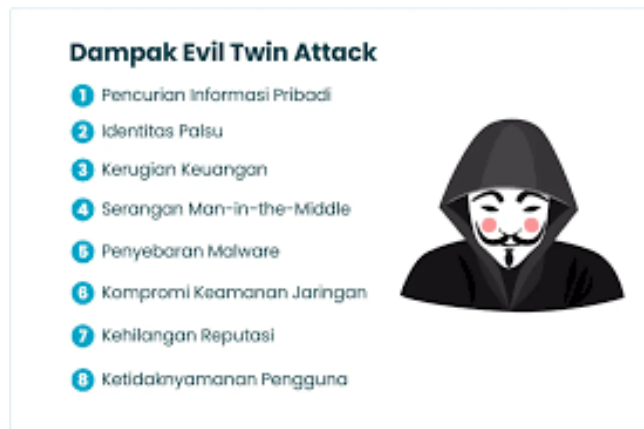 Dampak Evil Twin Attack
1 Pencurian Informasi Pribadi
2 Identitas Palsu
3 Kerugian Keuangan
4 Serangan Man-in-the-Middle
5 Penyebaran Malware
6 Kompromi Keamanan Jaringan
7 Kehilangan Reputasi
8 Ketidaknyamanan Pengguna